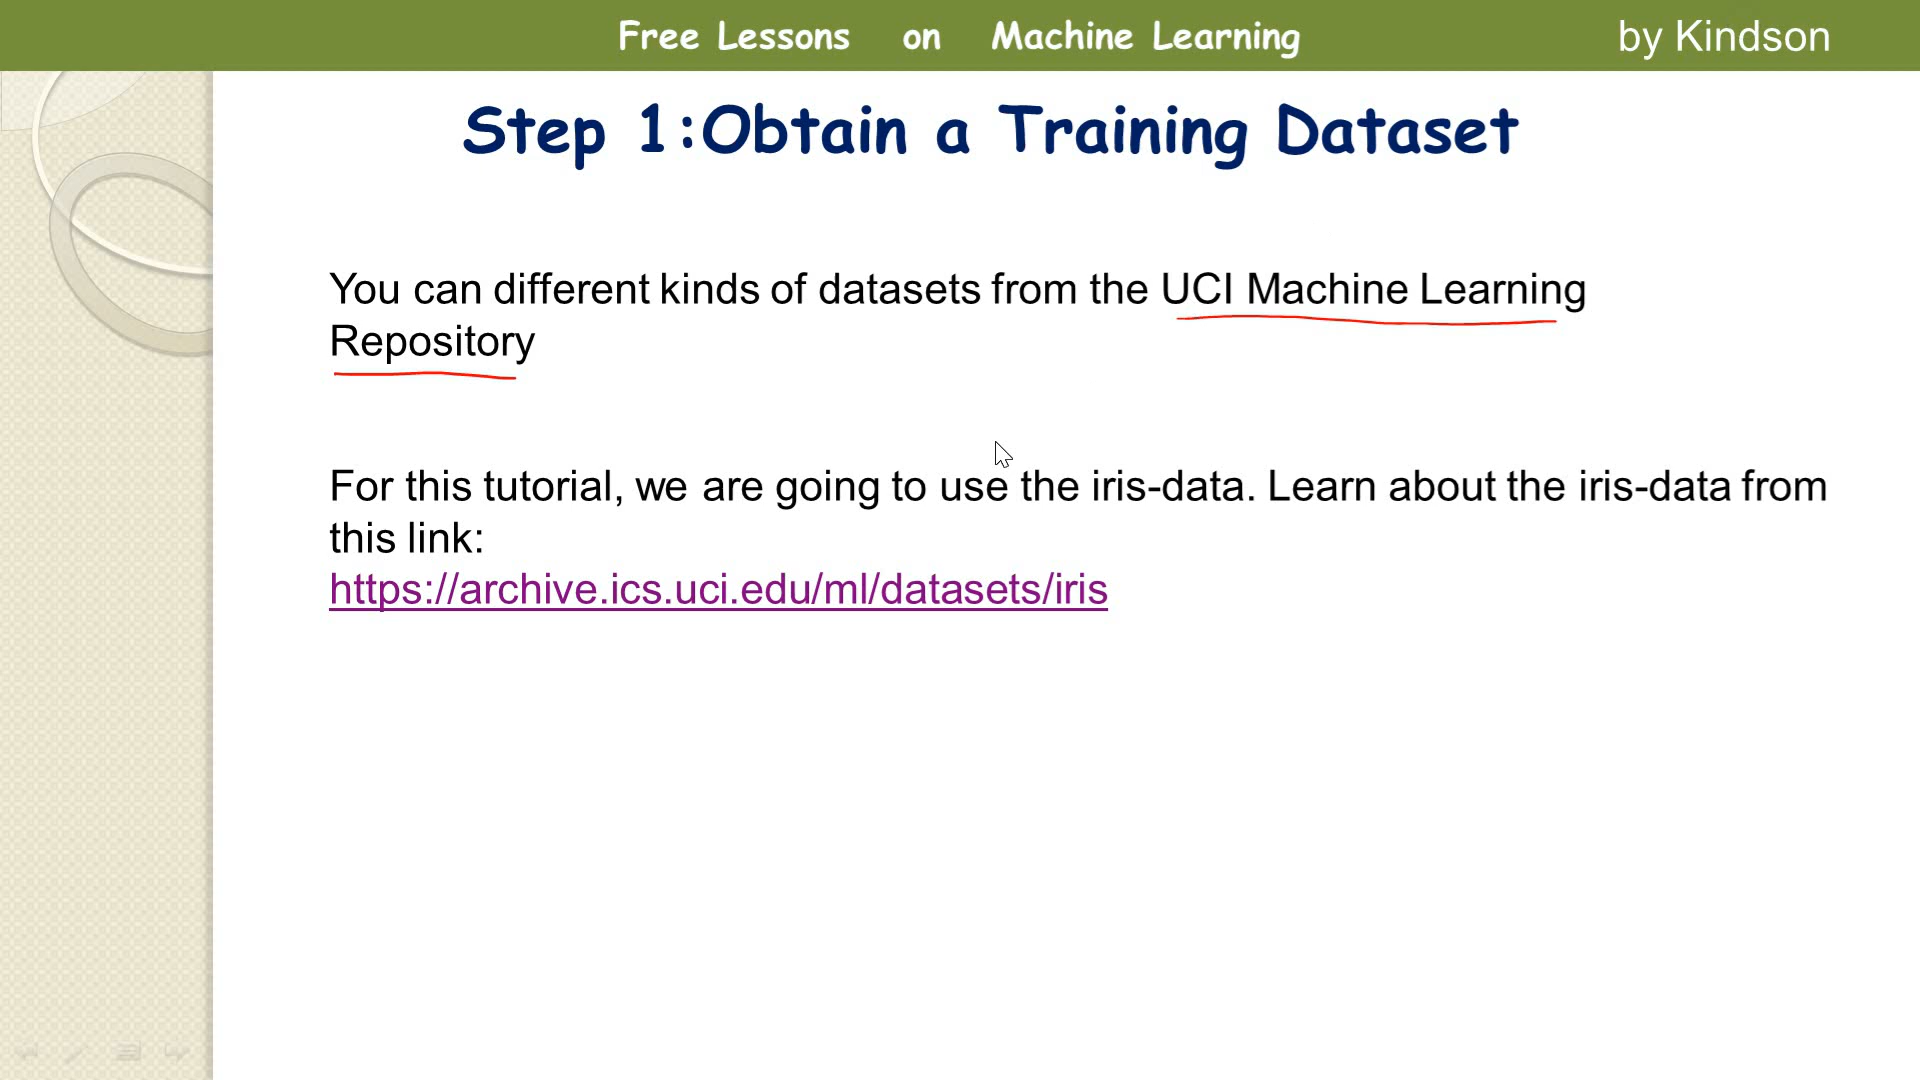 Free Lessons on Machine Learning by Kindson
Step 1:Obtain a Training Dataset
You can different kinds of datasets from the UCI Machine Learning
Repository
For this tutorial, we are going to use the iris-data. Learn about the iris-data from
this link:
https://archive.ics.uci.edu/ml/datasets/iris